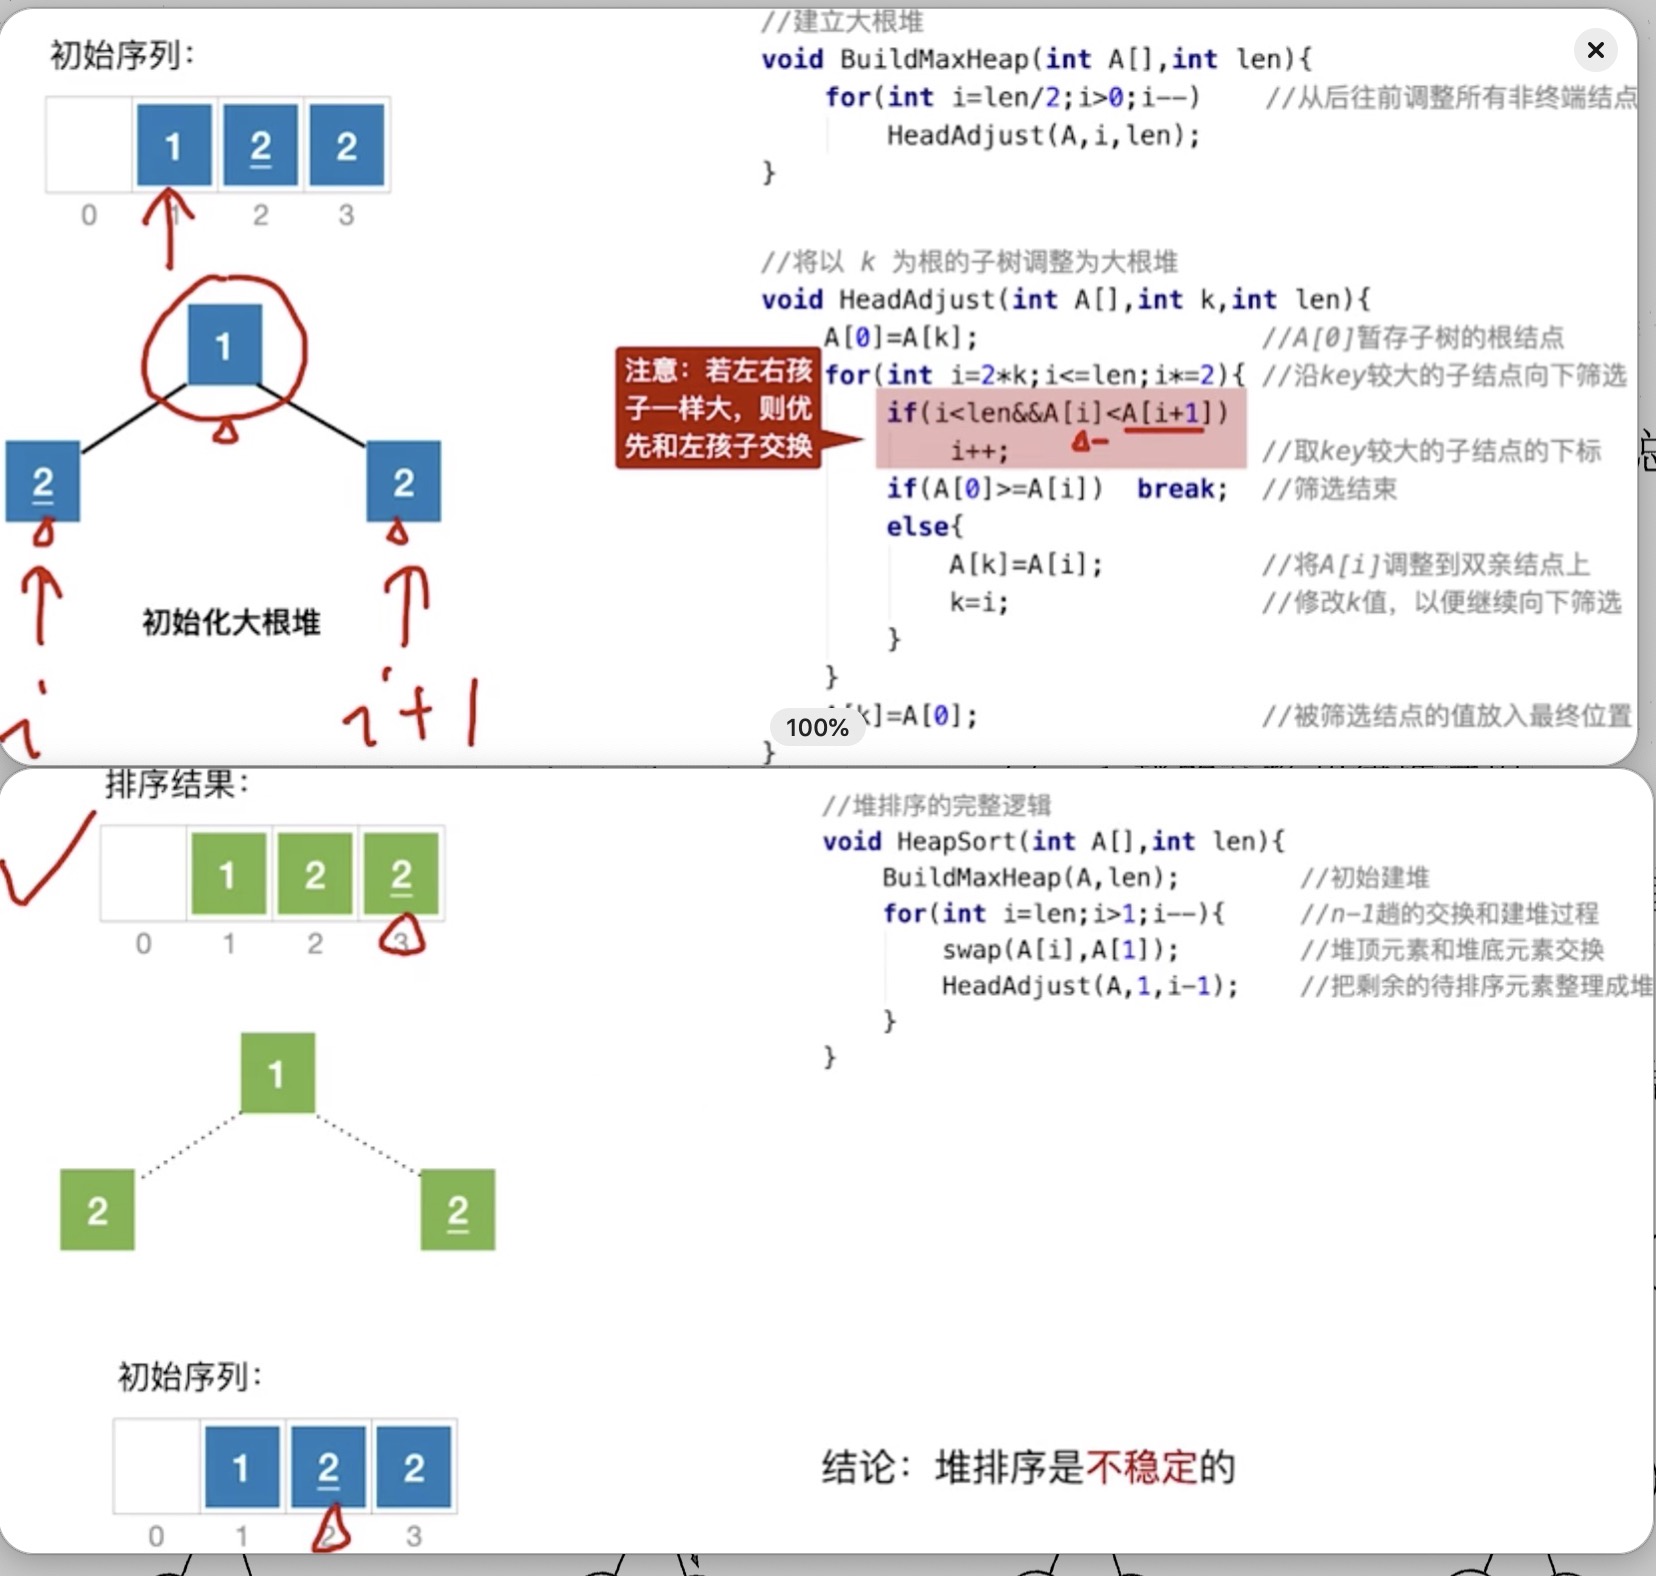 初始序列：
1 2 2
0 1 2 3
1
2 2
初始化大根堆
i i+1
//建立大根堆
void BuildMaxHeap(int A[],int len){
for(int i=len/2;i>0;i--) //从后往前调整所有非终端结点
HeadAdjust(A,i,len);
}
//将以 k 为根的子树调整为大根堆
void HeadAdjust(int A[],int k,int len){
A[0]=A[k]; //A[0]暂存子树的根结点
for(int i=2*k;i<=len;i*=2){ //沿key较大的子结点向下筛选
if(i<len&&A[i]<A[i+1])
i++; //取key较大的子结点的下标
if(A[0]>=A[i]) break; //筛选结束
else{
A[k]=A[i]; //将A[i]调整到双亲结点上
k=i; //修改k值，以便继续向下筛选
}
}
k]=A[0]; //被筛选结点的值放入最终位置
}
注意：若左右孩
子一样大，则优
先和左孩子交换
100%
排序结果：
1 2 2
0 1 2 3
1
2 2
初始序列：
1 2 2
0 1 2 3
//堆排序的完整逻辑
void HeapSort(int A[],int len){
BuildMaxHeap(A,len); //初始建堆
for(int i=len;i>1;i--){ //n-1趟的交换和建堆过程
swap(A[i],A[1]); //堆顶元素和堆底元素交换
HeadAdjust(A,1,i-1); //把剩余的待排序元素整理成堆
}
}
结论：堆排序是不稳定的